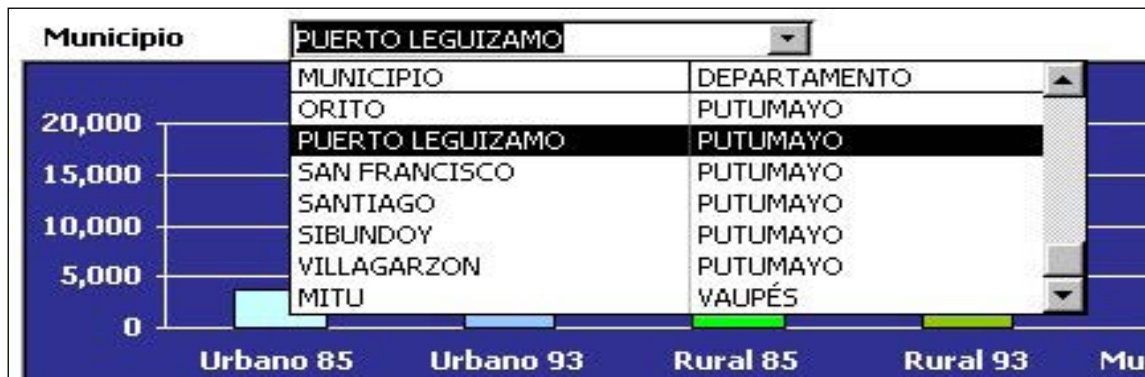 Municipio PUERTO LEGUIZAMO
MUNICIPIO DEPARTAMENTO
ORITO PUTUMAYO
20,000
PUERTO LEGUIZAMO PUTUMAYO
15,000 SAN FRANCISCO PUTUMAYO
SANTIAGO PUTUMAYO
10,000 SIBUNDOY PUTUMAYO
5,000 VILLAGARZON PUTUMAYO
MITU VAUPÉS
0
Urbano 85 Urbano 93 Rural 85 Rural 93 Mu